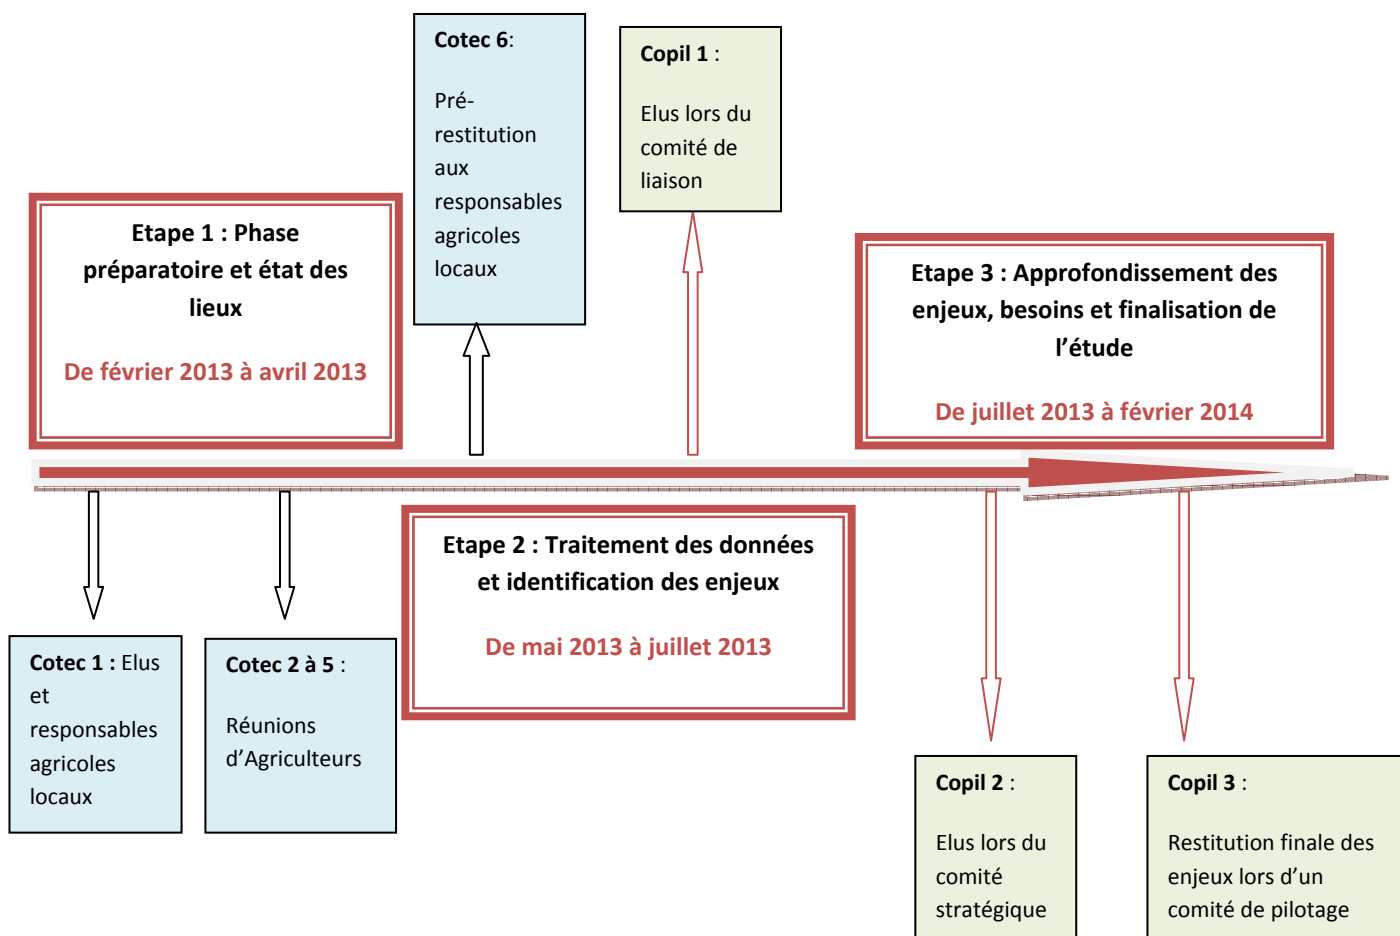 Cotec 6:
Pré-
restitution
aux
responsables
agricoles
locaux
Copil 1 :
Elus lors du
comité de
liaison
Etape 1 : Phase
préparatoire et état des
lieux
De février 2013 à avril 2013
Etape 3 : Approfondissement des
enjeux, besoins et finalisation de
l’étude
De juillet 2013 à février 2014
Etape 2 : Traitement des données
et identification des enjeux
De mai 2013 à juillet 2013
Cotec 1 : Elus
et
responsables
agricoles
locaux
Cotec 2 à 5 :
Réunions
d’Agriculteurs
Copil 2 :
Elus lors du
comité
stratégique
Copil 3 :
Restitution finale des
enjeux lors d’un
comité de pilotage